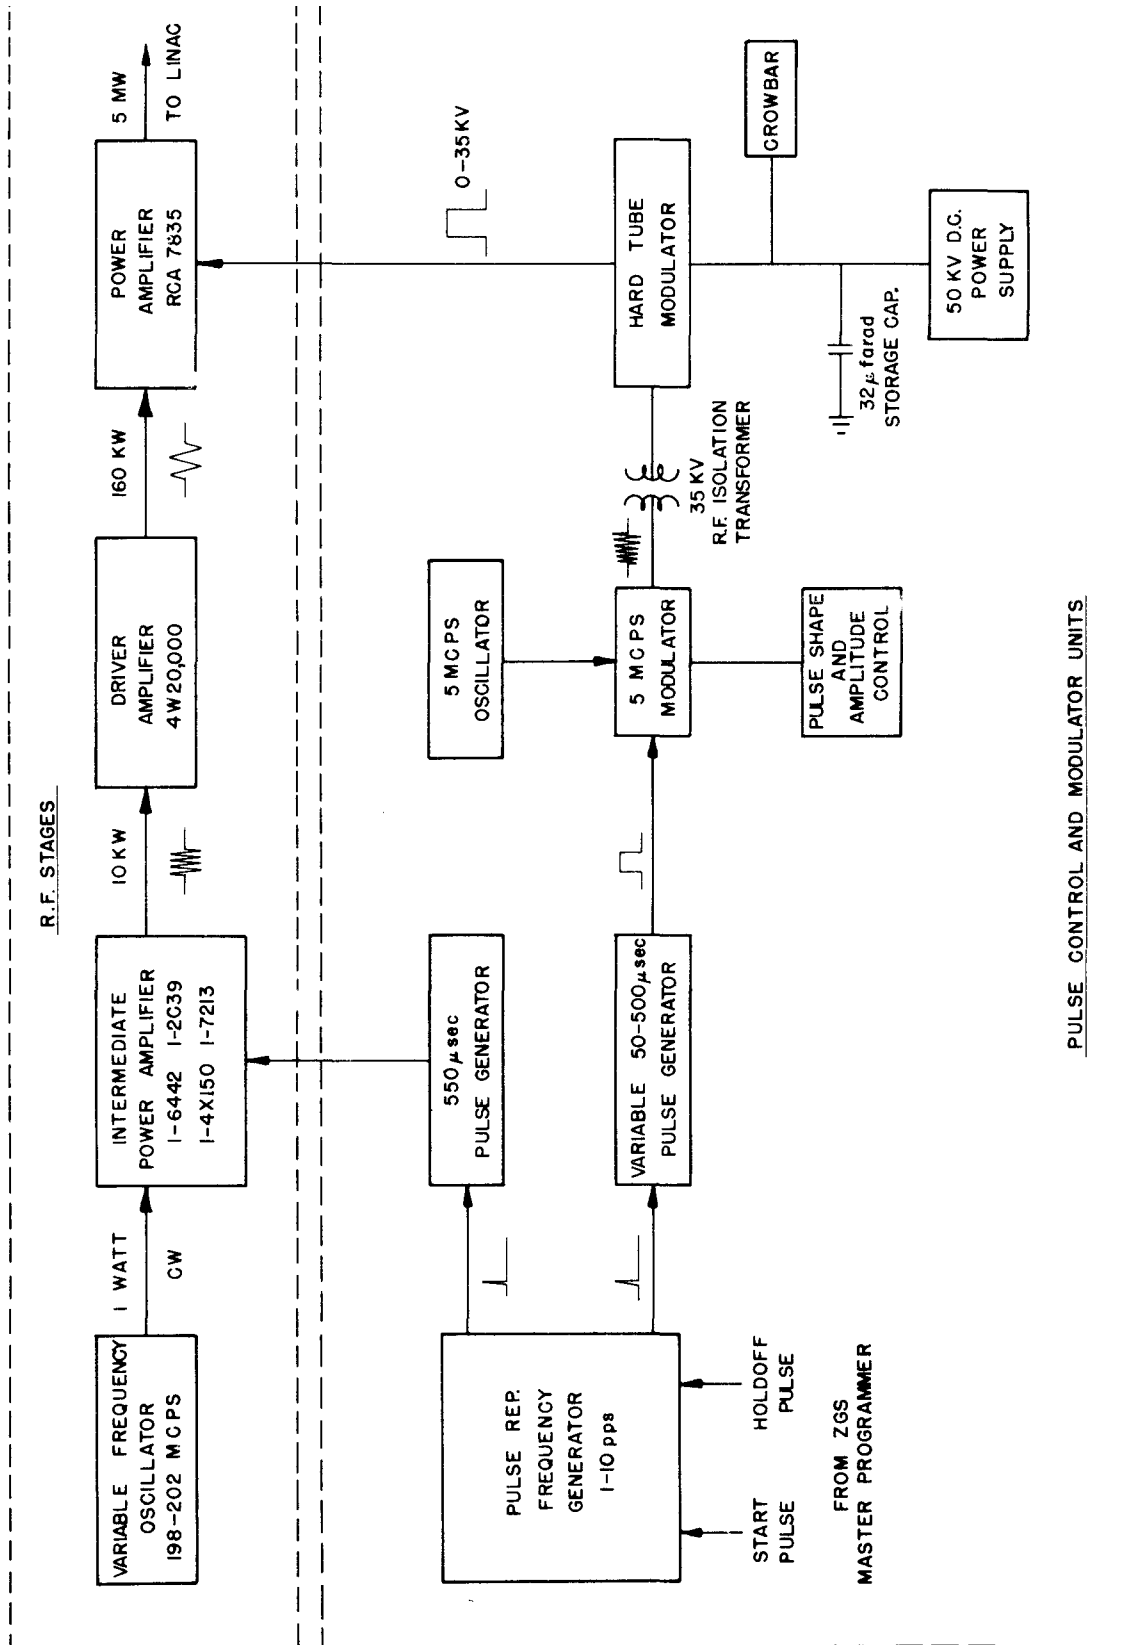 R.F. STAGES
VARIABLE FREQUENCY
OSCILLATOR
198-202 MCPS
1 WATT
CW
INTERMEDIATE
POWER AMPLIFIER
1-6442 1-2C39
1-4X150 1-7213
10 KW
DRIVER
AMPLIFIER
4W20,000
160 KW
POWER
AMPLIFIER
RCA 7835
5 MW
TO LINAC
550 μsec
PULSE GENERATOR
5 MCPS
OSCILLATOR
0-35 KV
PULSE REP.
FREQUENCY
GENERATOR
1-10 pps
VARIABLE 50-500 μsec
PULSE GENERATOR
5 MCPS
MODULATOR
35 KV
R.F. ISOLATION
TRANSFORMER
HARD TUBE
MODULATOR
CROWBAR
START
PULSE
HOLDOFF
PULSE
FROM ZGS
MASTER PROGRAMMER
PULSE SHAPE
AND
AMPLITUDE
CONTROL
32 μ farad
STORAGE CAP.
50 KV D.C.
POWER
SUPPLY
PULSE CONTROL AND MODULATOR UNITS